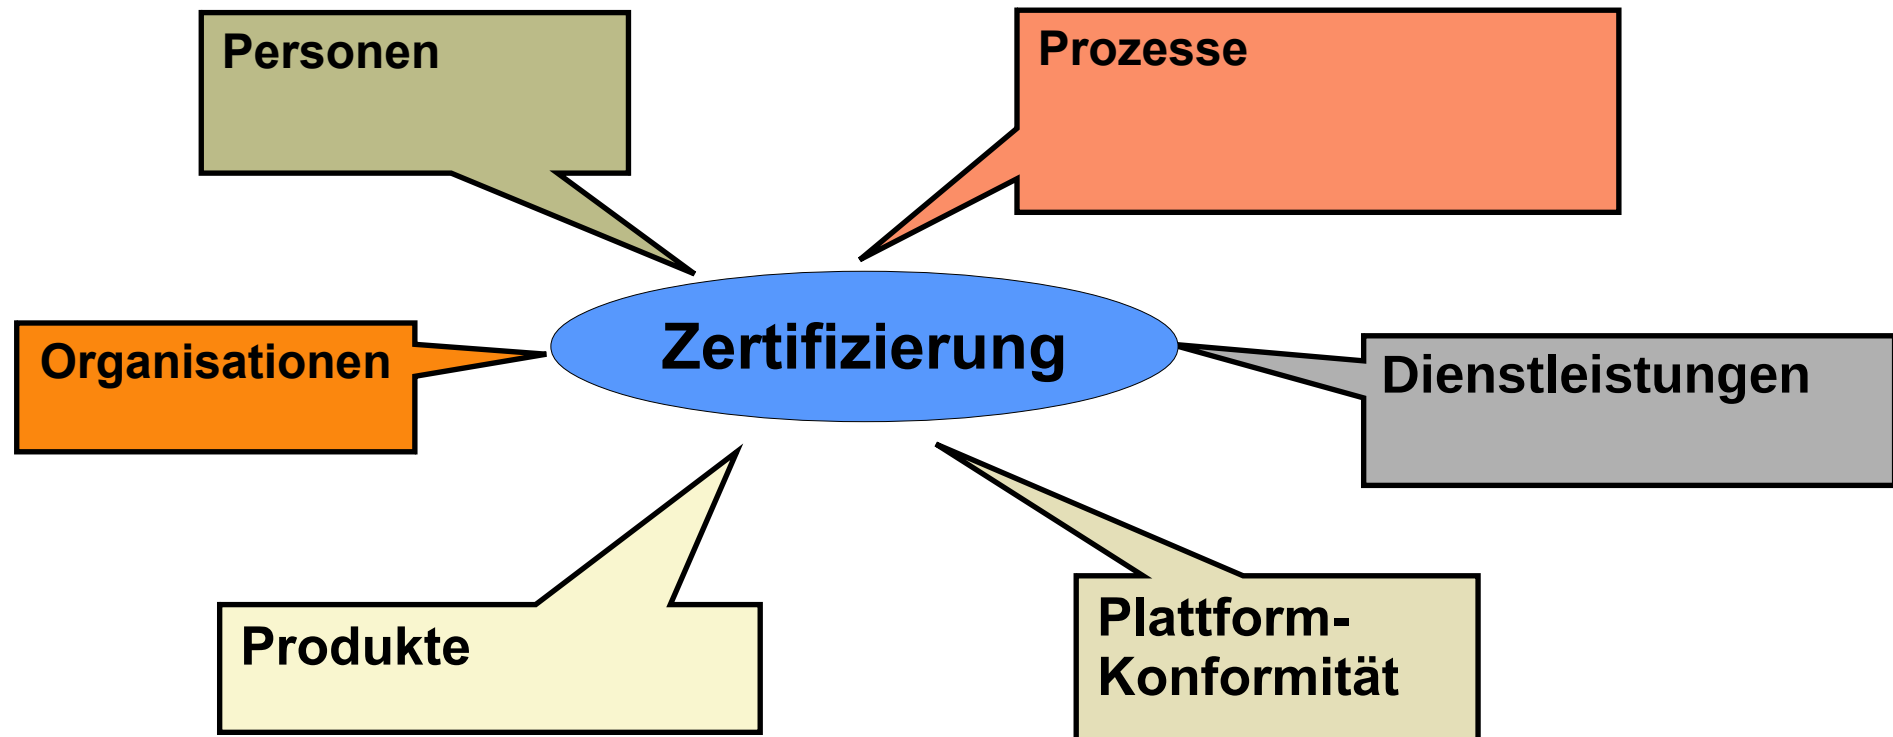 Personen
Prozesse
Zertifizierung
Organisationen
Dienstleistungen
Produkte
Plattform-
Konformität